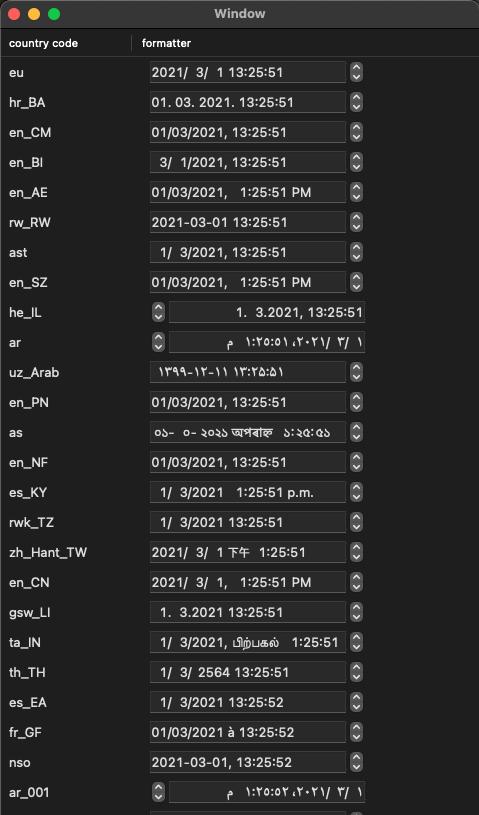 Window
country code formatter
eu 2021/ 3/ 1 13:25:51
hr_BA 01. 03. 2021. 13:25:51
en_CM 01/03/2021, 13:25:51
en_BI 3/ 1/2021, 13:25:51
en_AE 01/03/2021, 1:25:51 PM
rw_RW 2021-03-01 13:25:51
ast 1/ 3/2021, 13:25:51
en_SZ 01/03/2021, 1:25:51 PM
he_IL 1. 3.2021, 13:25:51
ar ١/ ٣/ ٢٠٢١، ١:٢٥:٥١ م
uz_Arab ۱۳۹۹-۱۲-۱۱ ۱۳:۲۵:۵۱
en_PN 01/03/2021, 13:25:51
as ০১- ০- ২০২১ অপৰাহ্ন ১:২৫:৫১
en_NF 01/03/2021, 13:25:51
es_KY 1/ 3/2021 1:25:51 p.m.
rwk_TZ 1/ 3/2021 13:25:51
zh_Hant_TW 2021/ 3/ 1 下午 1:25:51
en_CN 2021/ 3/ 1, 1:25:51 PM
gsw_LI 1. 3.2021 13:25:51
ta_IN 1/ 3/2021, பிற்பகல் 1:25:51
th_TH 1/ 3/ 2564 13:25:51
es_EA 1/ 3/2021 13:25:52
fr_GF 01/03/2021 à 13:25:52
nso 2021-03-01, 13:25:52
ar_001 ١/ ٣/ ٢٠٢١، ١:٢٥:٥٢ م